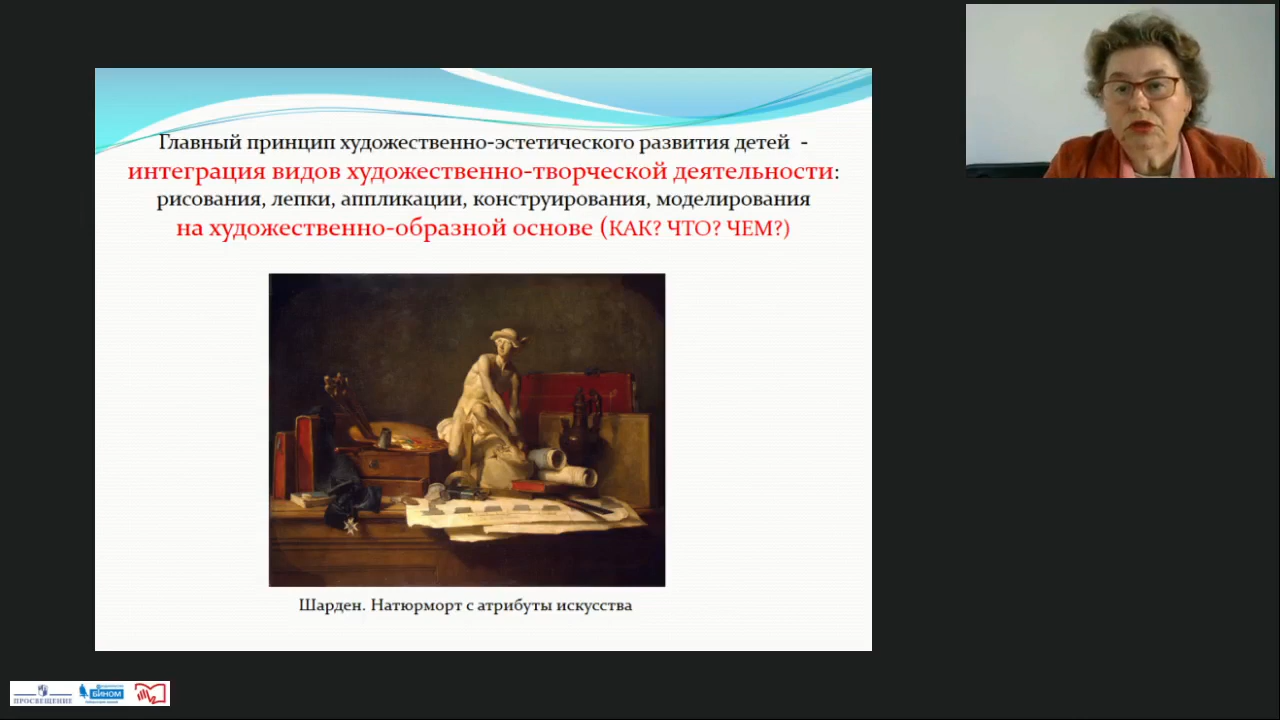 Главный принцип художественно-эстетического развития детей -
интеграция видов художественно-творческой деятельности:
рисования, лепки, аппликации, конструирования, моделирования
на художественно-образной основе (КАК? ЧТО? ЧЕМ?)
Шарден. Натюрморт с атрибуты искусства
ПРОСВЕЩЕНИЕ
БИНОМ